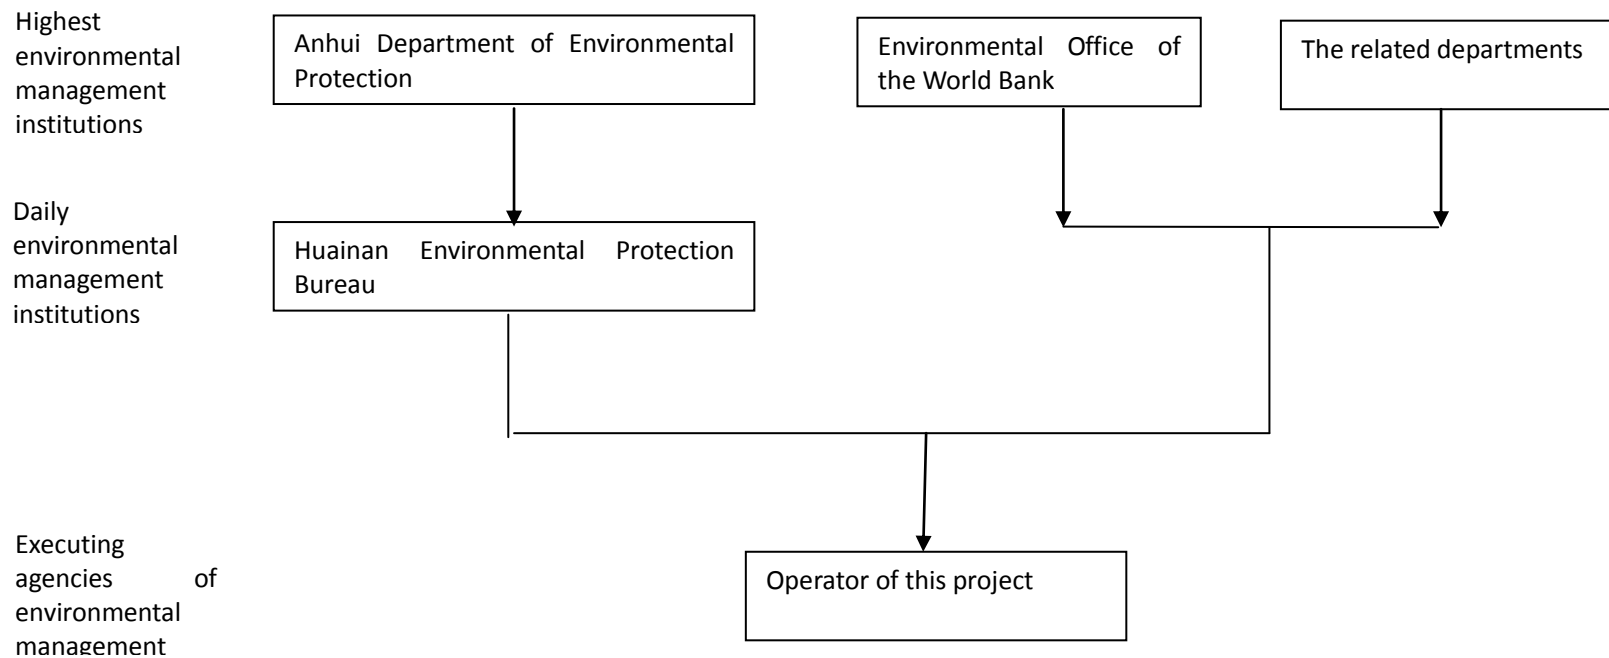 Highest
environmental
management
institutions
Anhui Department of Environmental
Protection
Environmental Office of
the World Bank
The related departments
Daily
environmental
management
institutions
Huainan Environmental Protection
Bureau
Executing
agencies of
environmental
management
Operator of this project